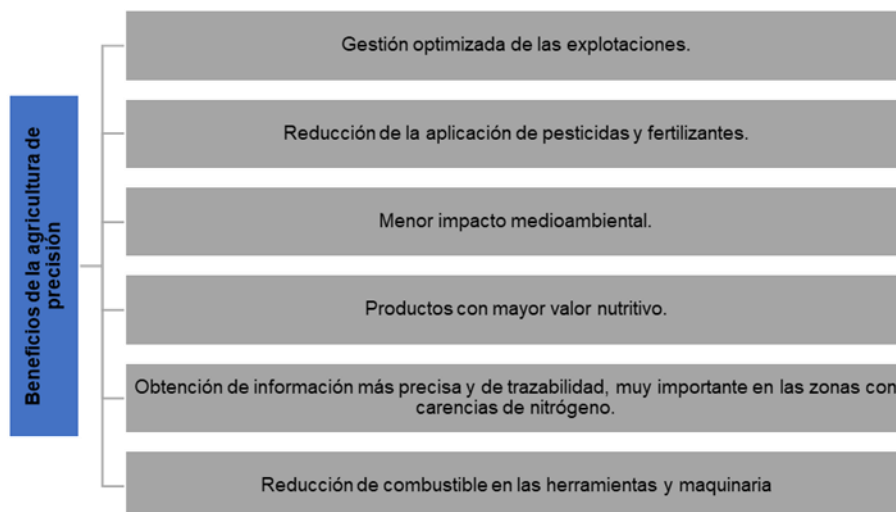 Beneficios de la agricultura de
precisión
Gestión optimizada de las explotaciones.
Reducción de la aplicación de pesticidas y fertilizantes.
Menor impacto medioambiental.
Productos con mayor valor nutritivo.
Obtención de información más precisa y de trazabilidad, muy importante en las zonas con
carencias de nitrógeno.
Reducción de combustible en las herramientas y maquinaria